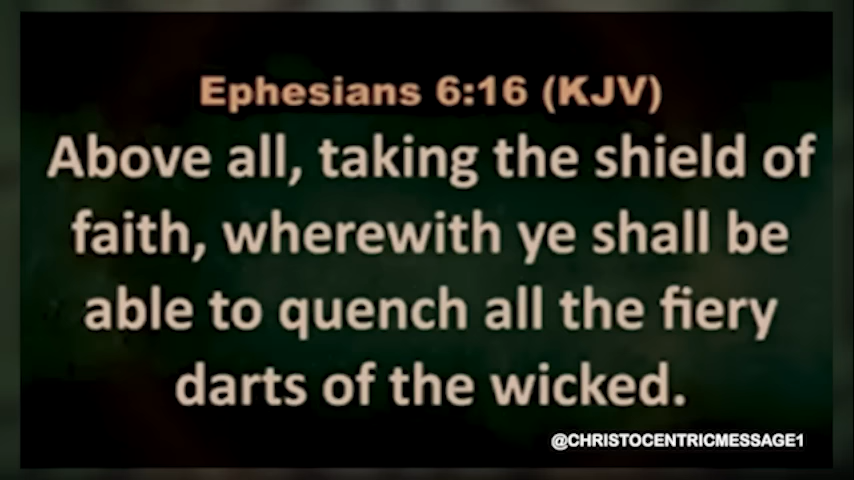 Ephesians 6:16 (KJV)
Above all, taking the shield of
faith, wherewith ye shall be
able to quench all the fiery
darts of the wicked.
@CHRISTOCENTRICMESSAGE1